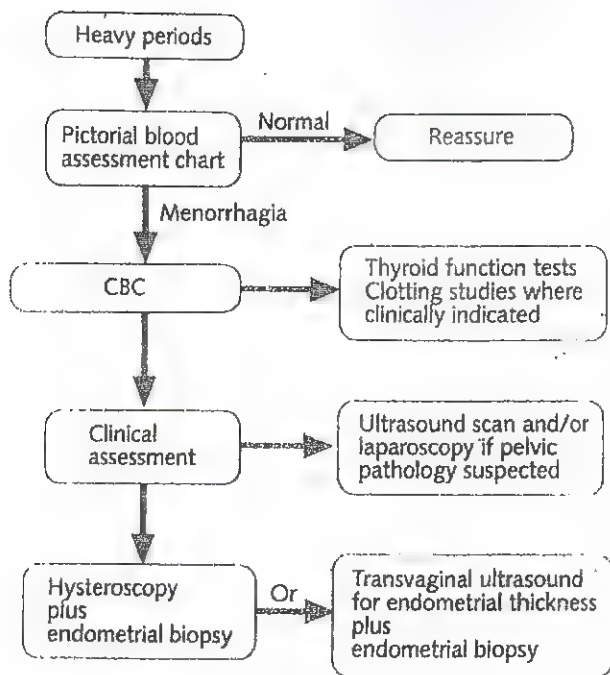 Heavy periods
Pictorial blood
assessment chart
Normal
Reassure
Menorrhagia
CBC
Thyroid function tests
Clotting studies where
clinically indicated
Clinical
assessment
Ultrasound scan and/or
laparoscopy if pelvic
pathology suspected
Hysteroscopy
plus
endometrial biopsy
Or
Transvaginal ultrasound
for endometrial thickness
plus
endometrial biopsy